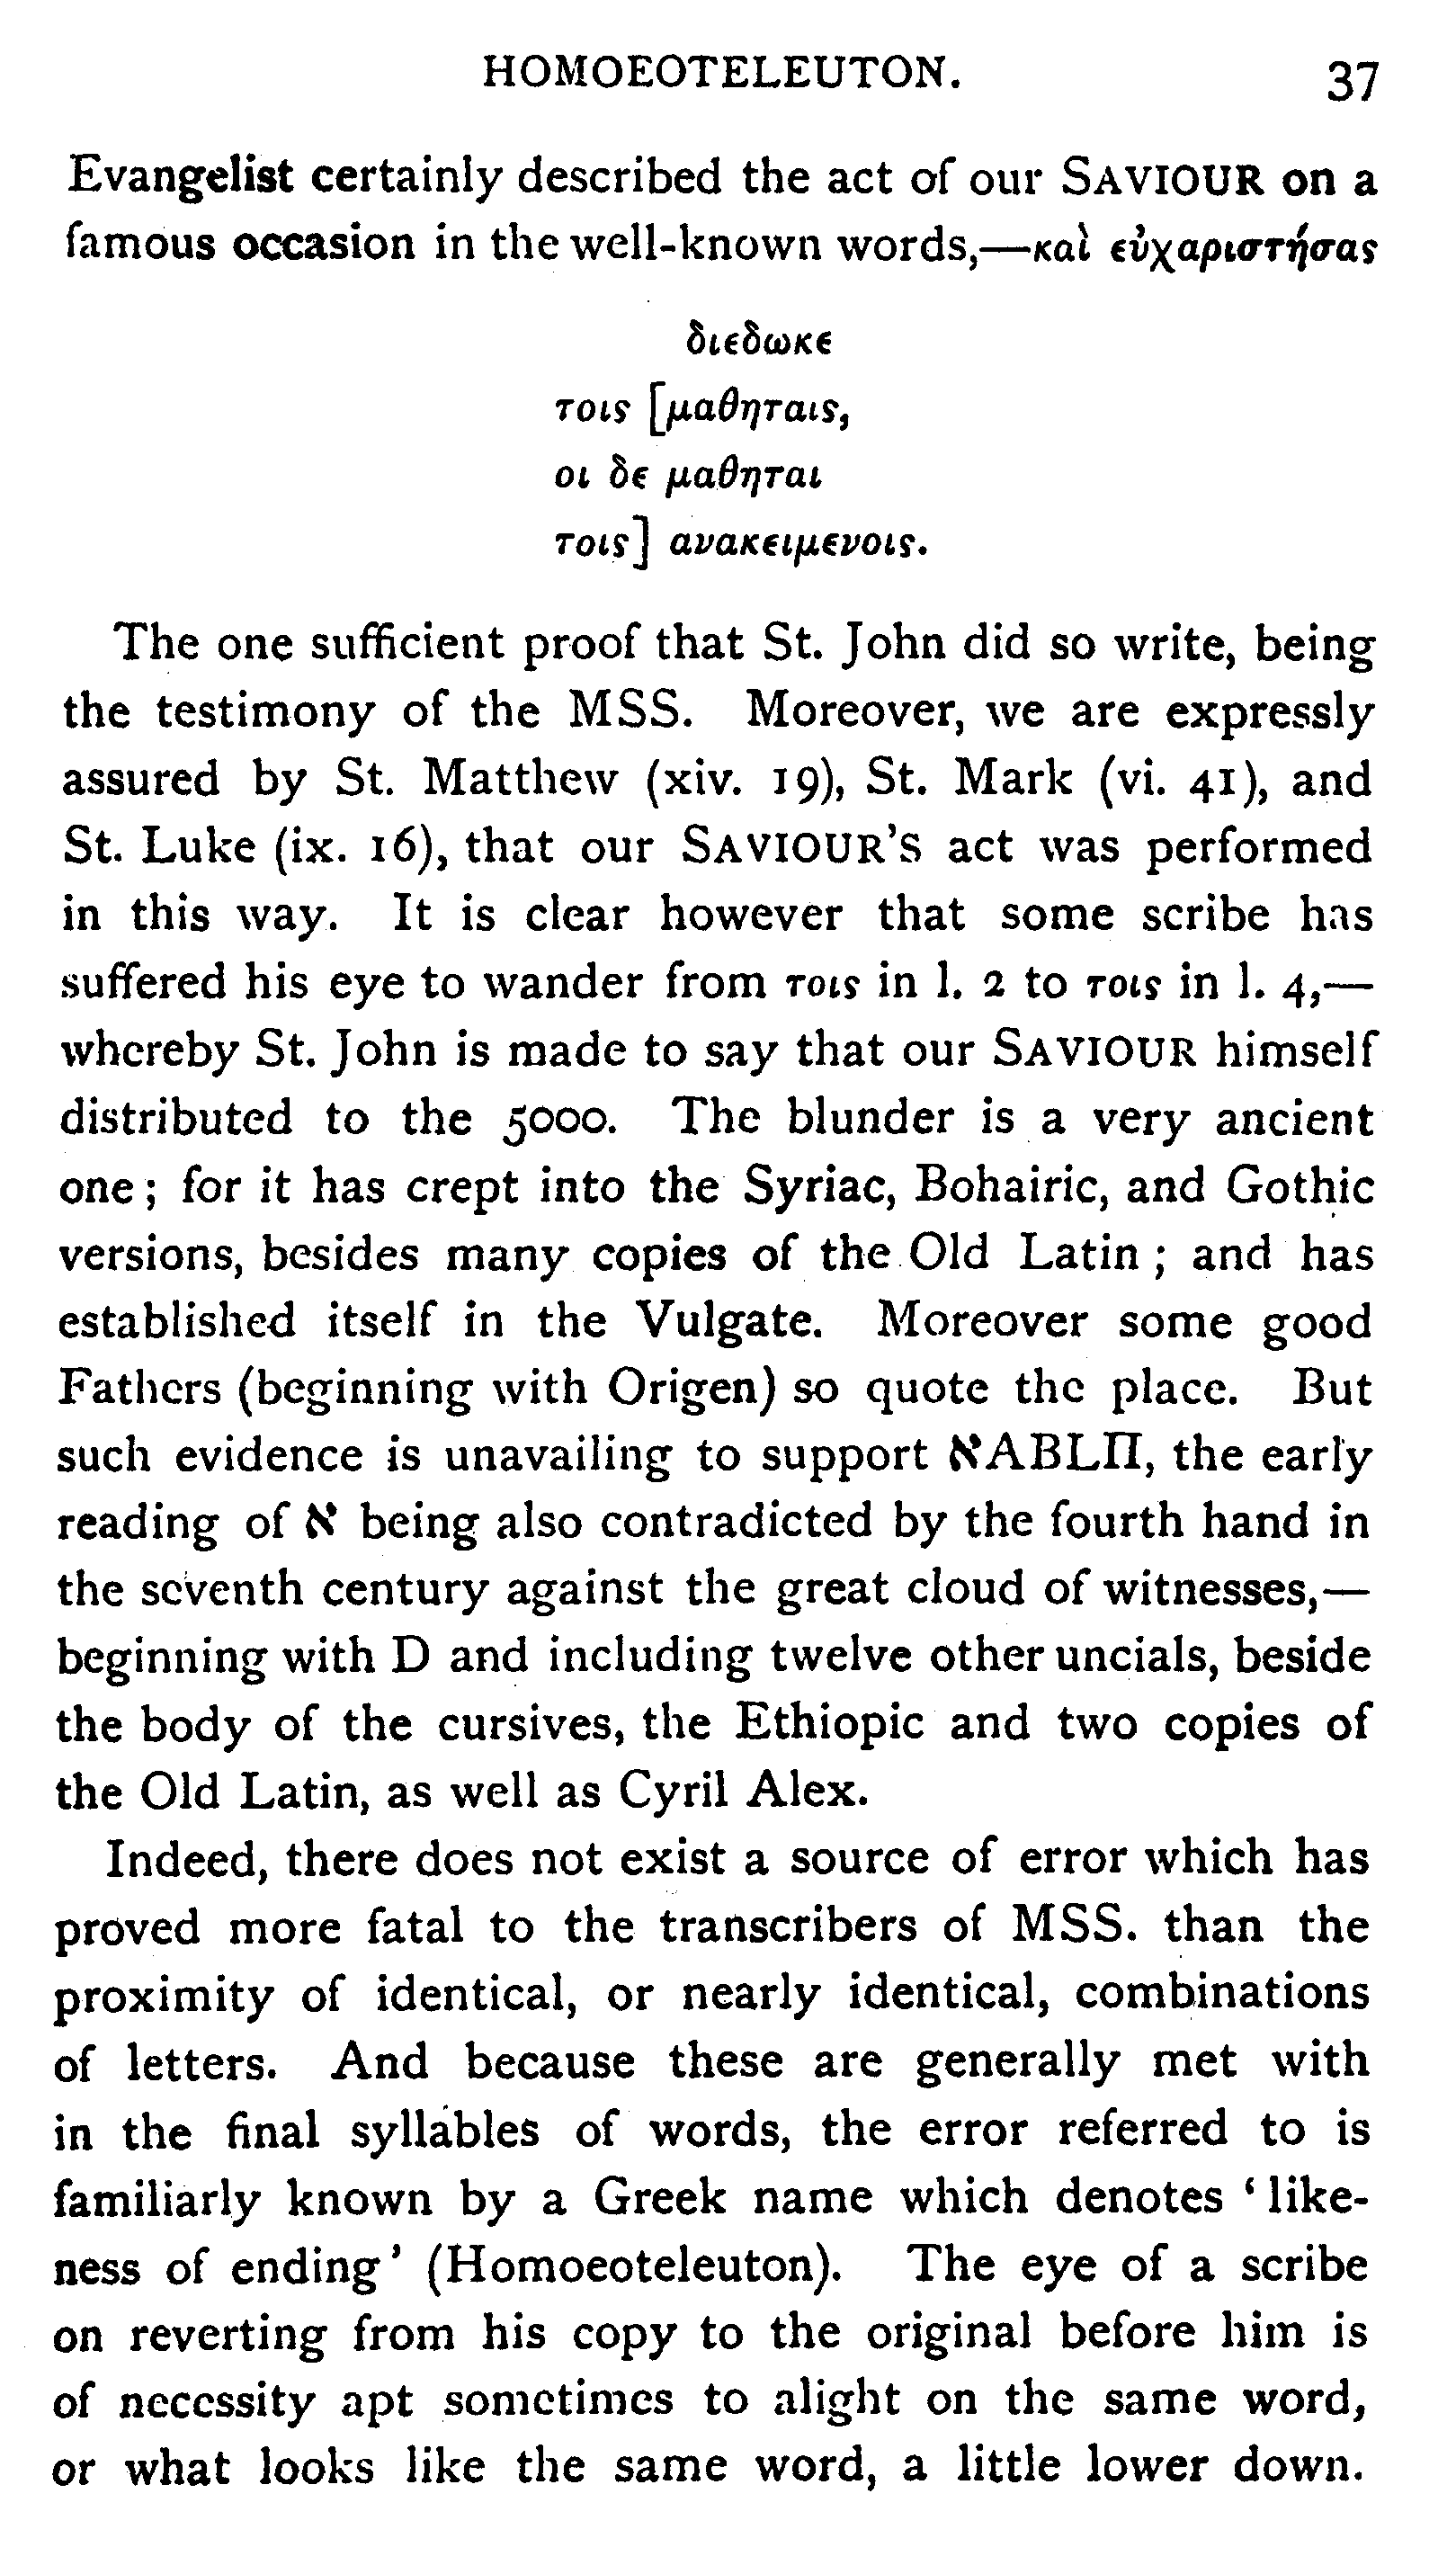 HOMOEOTELEUTON. 37
Evangelist certainly described the act of our SAVIOUR on a
famous occasion in the well-known words,—καὶ εὐχαριστήσας
διεδωκε
τοις [μαθηταις,
οι δε μαθηται
τοις] ανακειμενοις.
The one sufficient proof that St. John did so write, being
the testimony of the MSS. Moreover, we are expressly
assured by St. Matthew (xiv. 19), St. Mark (vi. 41), and
St. Luke (ix. 16), that our SAVIOUR'S act was performed
in this way. It is clear however that some scribe has
suffered his eye to wander from τοις in l. 2 to τοις in l. 4,—
whereby St. John is made to say that our SAVIOUR himself
distributed to the 5000. The blunder is a very ancient
one; for it has crept into the Syriac, Bohairic, and Gothic
versions, besides many copies of the Old Latin; and has
established itself in the Vulgate. Moreover some good
Fathers (beginning with Origen) so quote the place. But
such evidence is unavailing to support אABLΠ, the early
reading of א being also contradicted by the fourth hand in
the seventh century against the great cloud of witnesses,—
beginning with D and including twelve other uncials, beside
the body of the cursives, the Ethiopic and two copies of
the Old Latin, as well as Cyril Alex.
Indeed, there does not exist a source of error which has
proved more fatal to the transcribers of MSS. than the
proximity of identical, or nearly identical, combinations
of letters. And because these are generally met with
in the final syllables of words, the error referred to is
familiarly known by a Greek name which denotes 'like-
ness of ending' (Homoeoteleuton). The eye of a scribe
on reverting from his copy to the original before him is
of necessity apt sometimes to alight on the same word,
or what looks like the same word, a little lower down.